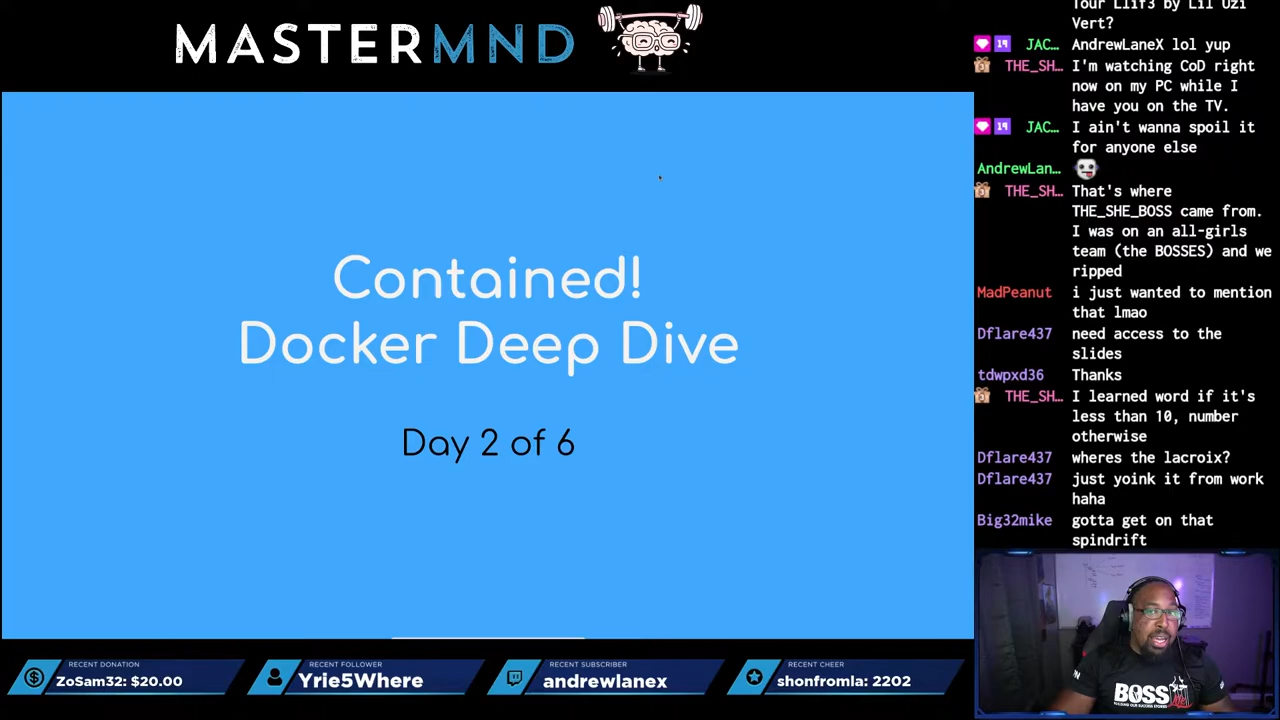 MASTERMND
Contained!
Docker Deep Dive
Day 2 of 6
Tour Llif3 by Lil Uzi
Vert?
19 JAC… AndrewLaneX lol yup
THE_SH… I'm watching CoD right
now on my PC while I
have you on the TV.
19 JAC… I ain't wanna spoil it
for anyone else
AndrewLan…
THE_SH… That's where
THE_SHE_BOSS came from.
I was on an all-girls
team (the BOSSES) and we
ripped
MadPeanut i just wanted to mention
that lmao
Dflare437 need access to the
slides
tdwpxd36 Thanks
THE_SH… I learned word if it's
less than 10, number
otherwise
Dflare437 wheres the lacroix?
Dflare437 just yoink it from work
haha
Big32mike gotta get on that
spindrift
BOSS
RECENT DONATION
ZoSam32: $20.00
RECENT FOLLOWER
Yrie5Where
RECENT SUBSCRIBER
andrewlanex
RECENT CHEER
shonfromla: 2202